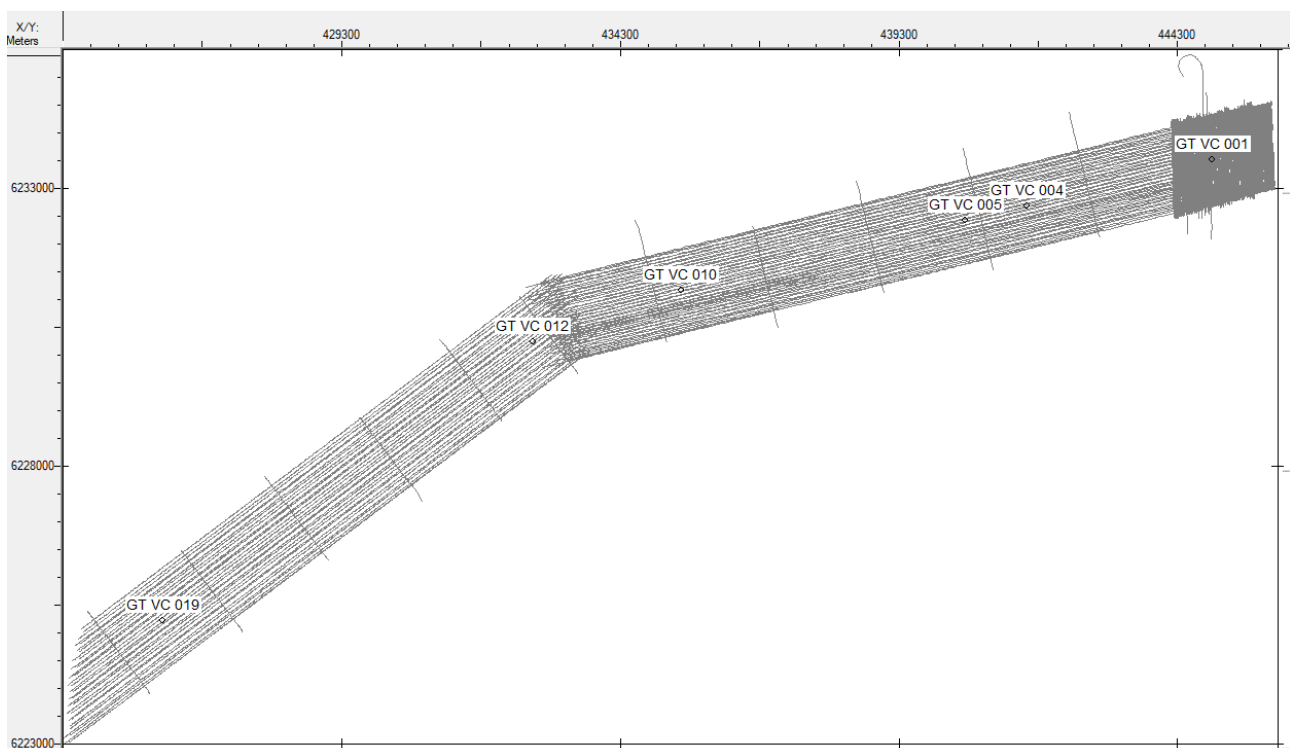 X/Y:
Meters
429300
434300
439300
444300
GT VC 001
6233000
GT VC 004
GT VC 005
GT VC 010
GT VC 012
6228000
GT VC 019
6223000